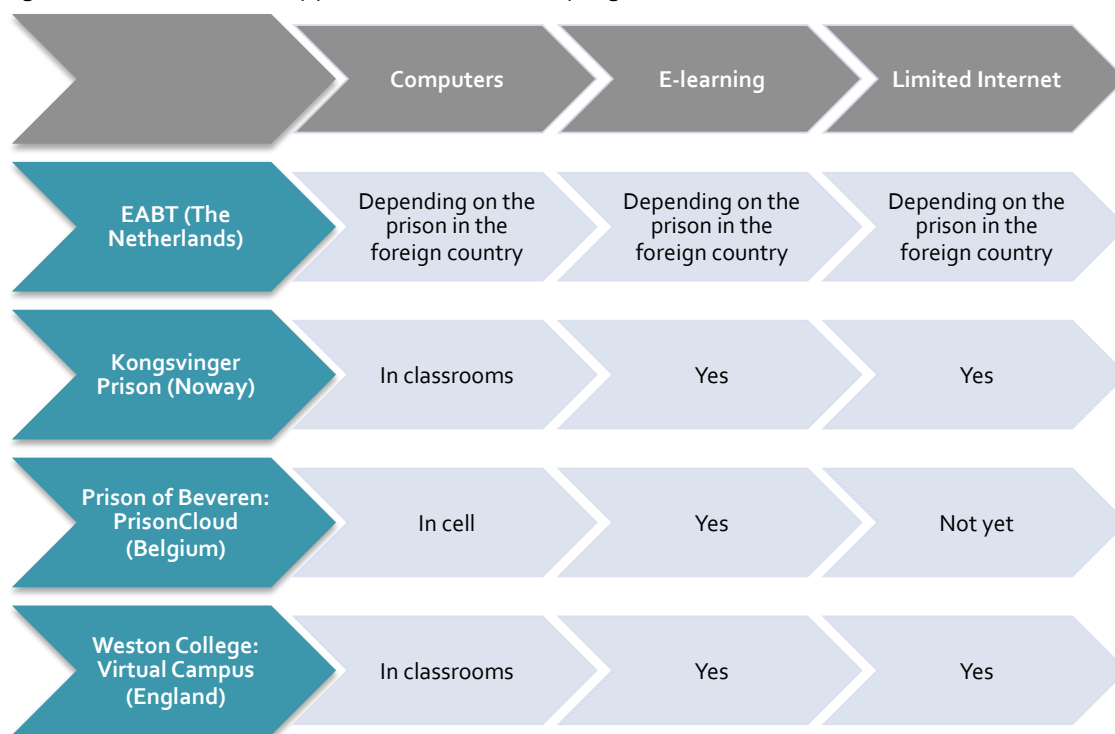 Computers
E-learning
Limited Internet
EABT (The
Netherlands)
Depending on the
prison in the
foreign country
Depending on the
prison in the
foreign country
Depending on the
prison in the
foreign country
Kongsvinger
Prison (Noway)
In classrooms
Yes
Yes
Prison of Beveren:
PrisonCloud
(Belgium)
In cell
Yes
Not yet
Weston College:
Virtual Campus
(England)
In classrooms
Yes
Yes